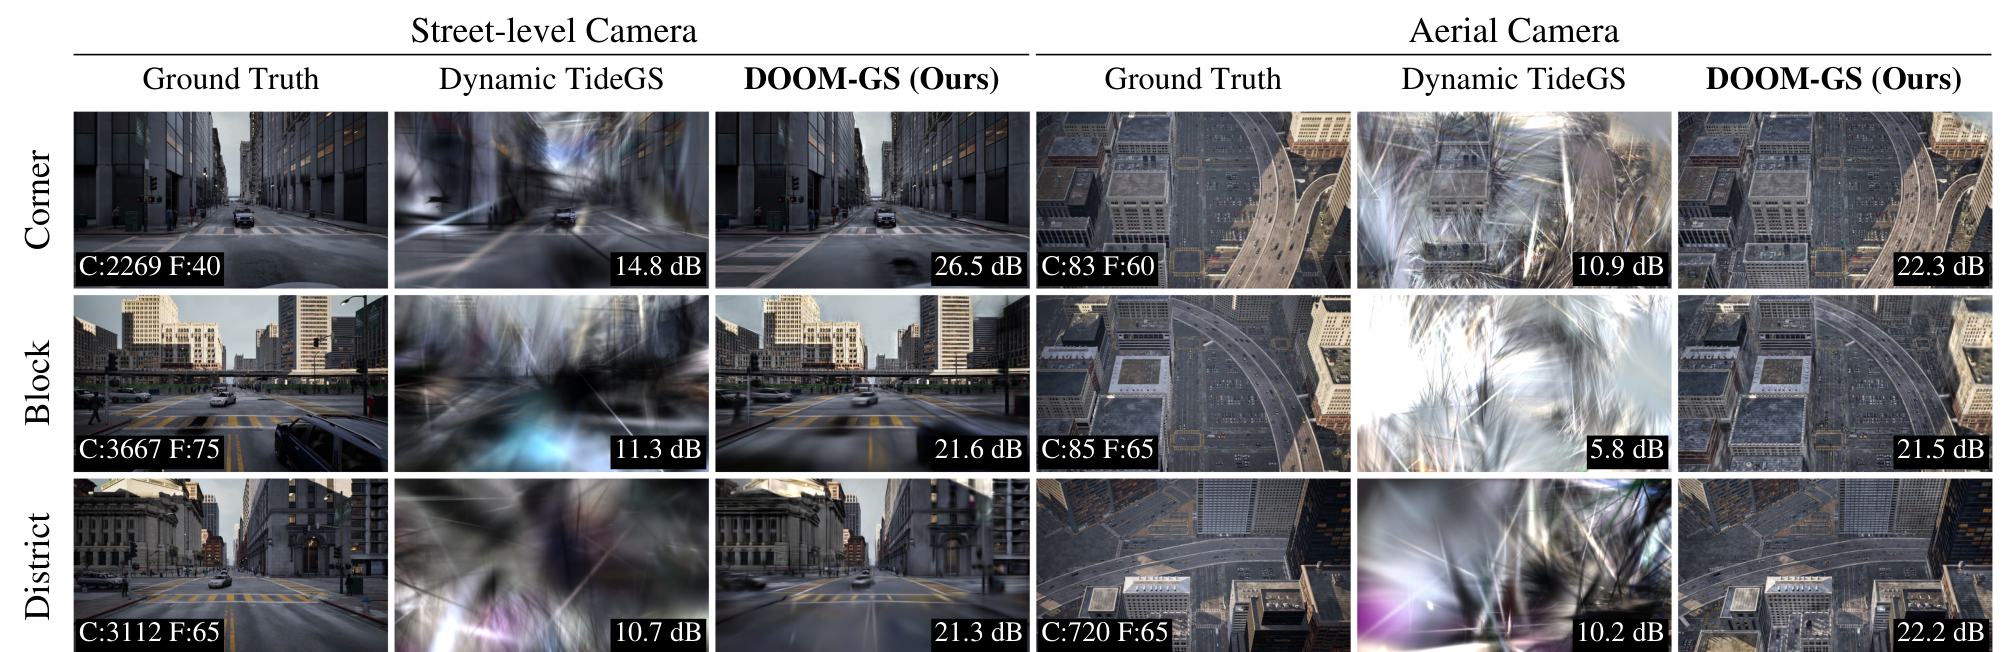 Street-level Camera Aerial Camera
Ground Truth Dynamic TideGS DOOM-GS (Ours) Ground Truth Dynamic TideGS DOOM-GS (Ours)
Corner
C:2269 F:40 14.8 dB 26.5 dB C:83 F:60 10.9 dB 22.3 dB
Block
C:3667 F:75 11.3 dB 21.6 dB C:85 F:65 5.8 dB 21.5 dB
District
C:3112 F:65 10.7 dB 21.3 dB C:720 F:65 10.2 dB 22.2 dB